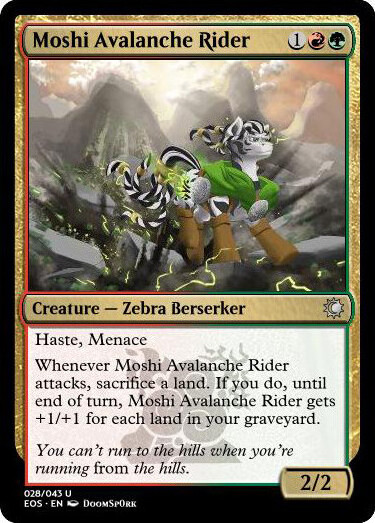 Moshi Avalanche Rider 1
Creature — Zebra Berserker
Haste, Menace
Whenever Moshi Avalanche Rider
attacks, sacrifice a land. If you do, until
end of turn, Moshi Avalanche Rider gets
+1/+1 for each land in your graveyard.
You can't run to the hills when you're
running from the hills.
2/2
028/043 U
EOS • EN DoomSp0rk